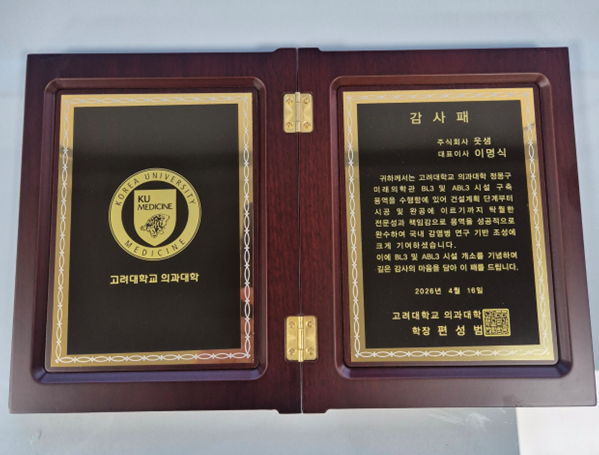 KOREA UNIVERSITY
KU
MEDICINE
MEDICINE
고려대학교 의과대학
감사패
주식회사 웃샘
대표이사 이명식
귀하께서는 고려대학교 의과대학 정몽구
미래의학관 BL3 및 ABL3 시설 구축
용역을 수행함에 있어 건설계획 단계부터
시공 및 완공에 이르기까지 탁월한
전문성과 책임감으로 용역을 성공적으로
완수하여 국내 감염병 연구 기반 조성에
크게 기여하셨습니다.
이에 BL3 및 ABL3 시설 개소를 기념하며
깊은 감사의 마음을 담아 이 패를 드립니다.
2026년 4월 16일
고려대학교 의과대학
학장 편성범